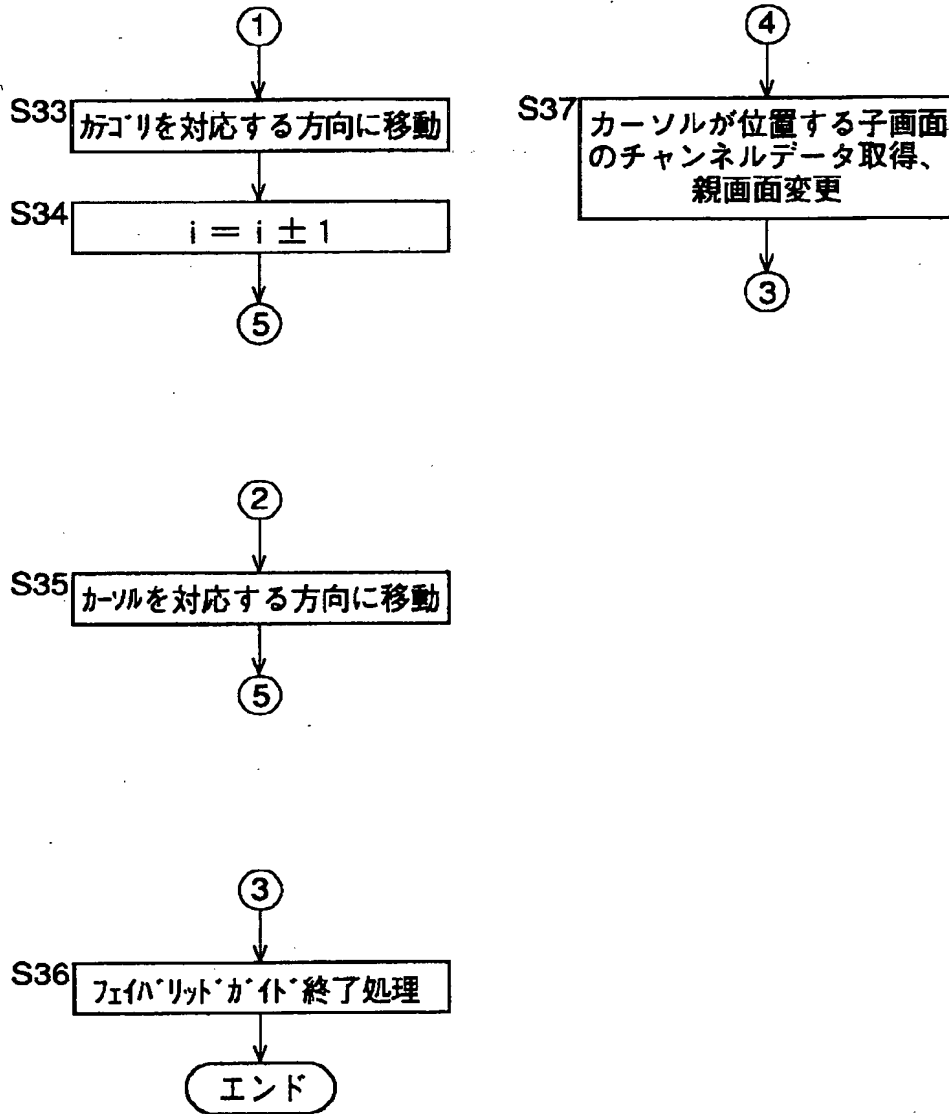 ①
S33
カテゴリを対応する方向に移動
S34
i = i ± 1
⑤
②
S35
カーソルを対応する方向に移動
⑤
③
S36
フェイバリッドガイド終了処理
エンド
④
S37
カーソルが位置する子画面
のチャンネルデータ取得、
親画面変更
③